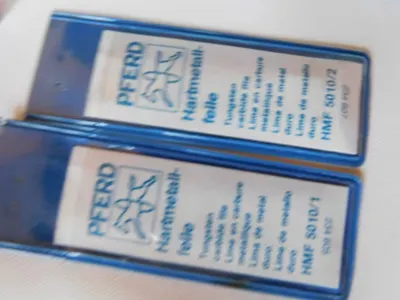 PFERD
Hartmetall-
feile
Tungsten
carbide file
Lime en carbure
métallique
Lima de metal
duro
Lime de metallo
duro
HMF 5010/2
PFERD
Hartmetall-
feile
Tungsten
carbide file
Lime en carbure
métallique
Lima de metal
duro
Lime de metallo
duro
HMF 5010/1